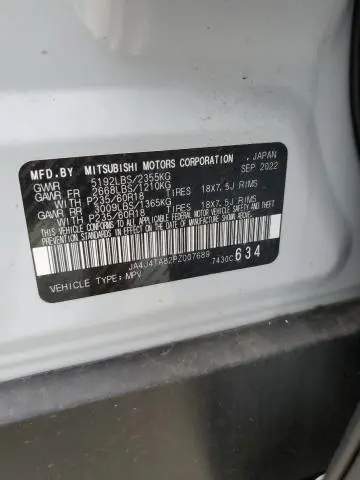 MFD.BY MITSUBISHI MOTORS CORPORATION, JAPAN
SEP 2022
GVWR 5192LBS/2355KG
GAWR FR 2668LBS/1210KG
WITH P235/60R18 TIRES 18X7.5J RIMS
GAWR RR 3009LBS/1365KG
WITH P235/60R18 TIRES 18X7.5J RIMS
THIS VEHICLE CONFORMS TO ALL APPLICABLE FEDERAL MOTOR VEHICLE SAFETY, BUMPER AND THEFT
PREVENTION STANDARDS IN EFFECT ON THE DATE OF MANUFACTURE SHOWN ABOVE.
JA4J4TA82PZ007689 7430C 634
VEHICLE TYPE: MPV